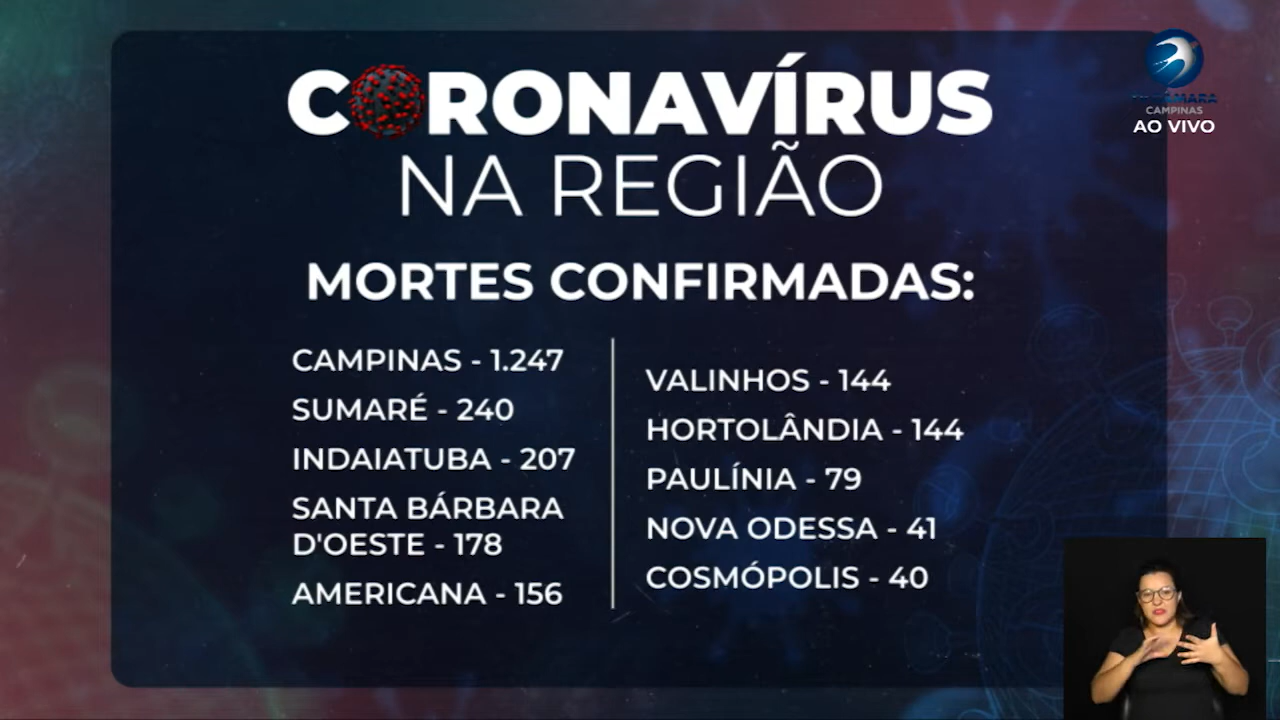 CORONAVÍRUS
NA REGIÃO
MORTES CONFIRMADAS:
CAMPINAS - 1.247
SUMARÉ - 240
INDAIATUBA - 207
SANTA BÁRBARA
D'OESTE - 178
AMERICANA - 156
VALINHOS - 144
HORTOLÂNDIA - 144
PAULÍNIA - 79
NOVA ODESSA - 41
COSMÓPOLIS - 40
CAMPINAS
AO VIVO